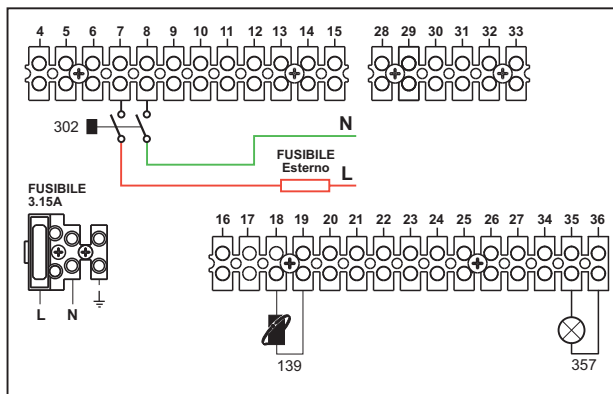 4 5 6 7 8 9 10 11 12 13 14 15 28 29 30 31 32 33
302
N
FUSIBILE
Esterno
L
FUSIBILE
3.15A
L N
16 17 18 19 20 21 22 23 24 25 26 27 34 35 36
139
357